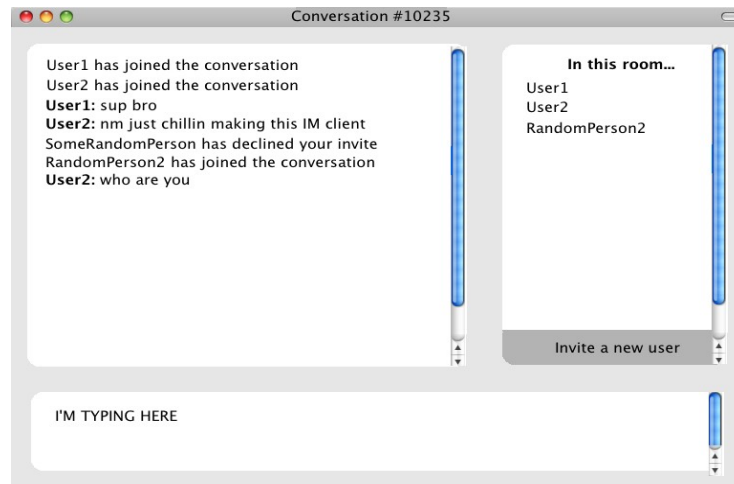 Conversation #10235
User1 has joined the conversation
User2 has joined the conversation
User1: sup bro
User2: nm just chillin making this IM client
SomeRandomPerson has declined your invite
RandomPerson2 has joined the conversation
User2: who are you
In this room...
User1
User2
RandomPerson2
Invite a new user
I'M TYPING HERE